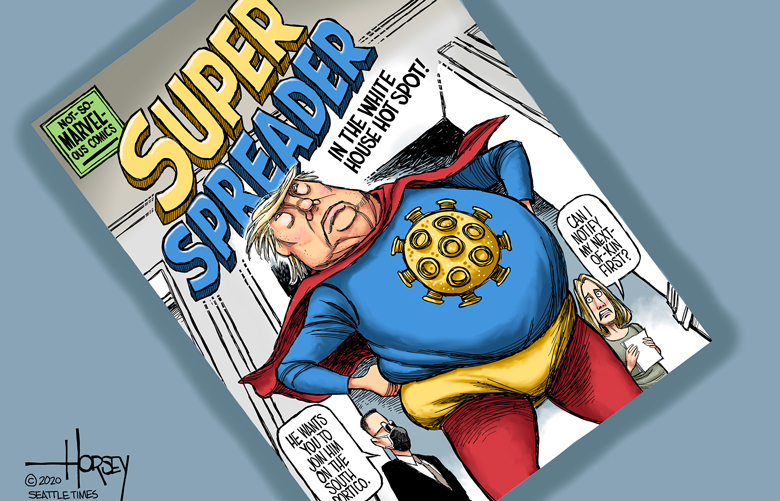 NOT-SO-
MARVEL-
OUS COMICS
SUPER
SPREADER
IN THE WHITE
HOUSE HOT SPOT!
CAN I
NOTIFY
MY NEXT-
OF-KIN
FIRST?
HE WANTS
YOU TO
JOIN HIM
ON THE
SOUTH
PORTICO.
HORSEY
©2020
SEATTLE TIMES